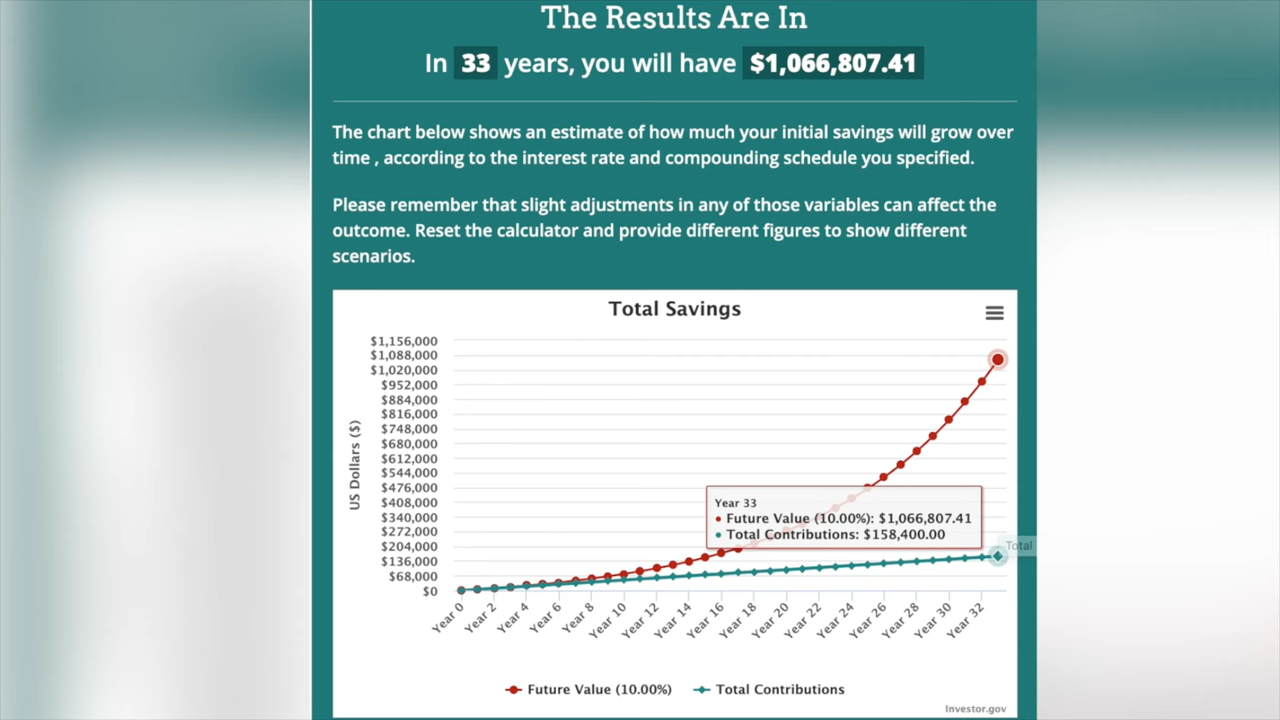 The Results Are In
In 33 years, you will have $1,066,807.41
The chart below shows an estimate of how much your initial savings will grow over
time , according to the interest rate and compounding schedule you specified.
Please remember that slight adjustments in any of those variables can affect the
outcome. Reset the calculator and provide different figures to show different
scenarios.
Total Savings
US Dollars ($)
$1,156,000
$1,088,000
$1,020,000
$952,000
$884,000
$816,000
$748,000
$680,000
$612,000
$544,000
$476,000
$408,000
$340,000
$272,000
$204,000
$136,000
$68,000
$0
Year 33
Future Value (10.00%): $1,066,807.41
Total Contributions: $158,400.00
Total
Year 0
Year 2
Year 4
Year 6
Year 8
Year 10
Year 12
Year 14
Year 16
Year 18
Year 20
Year 22
Year 24
Year 26
Year 28
Year 30
Year 32
Future Value (10.00%)
Total Contributions
Investor.gov